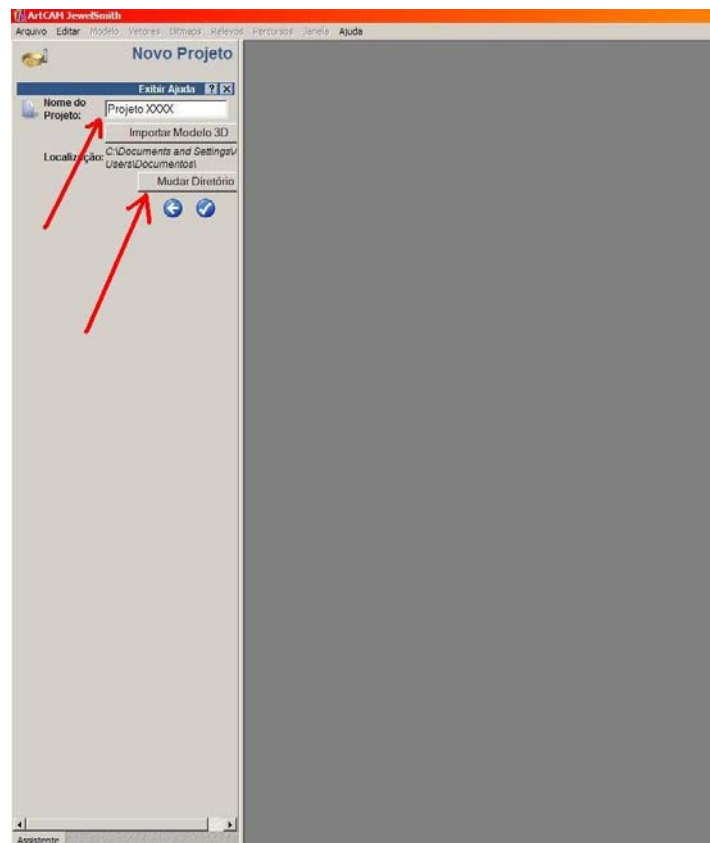 ArtCAM JewelSmith
Arquivo Editar Modelo Vetores Bitmaps Relevos Percursos Janela Ajuda
Novo Projeto
Exibir Ajuda ? X
Nome do
Projeto:
Projeto XXXX
Importar Modelo 3D
Localização:
C:\Documents and Settings\
Users\Documentos\
Mudar Diretório
Assistente